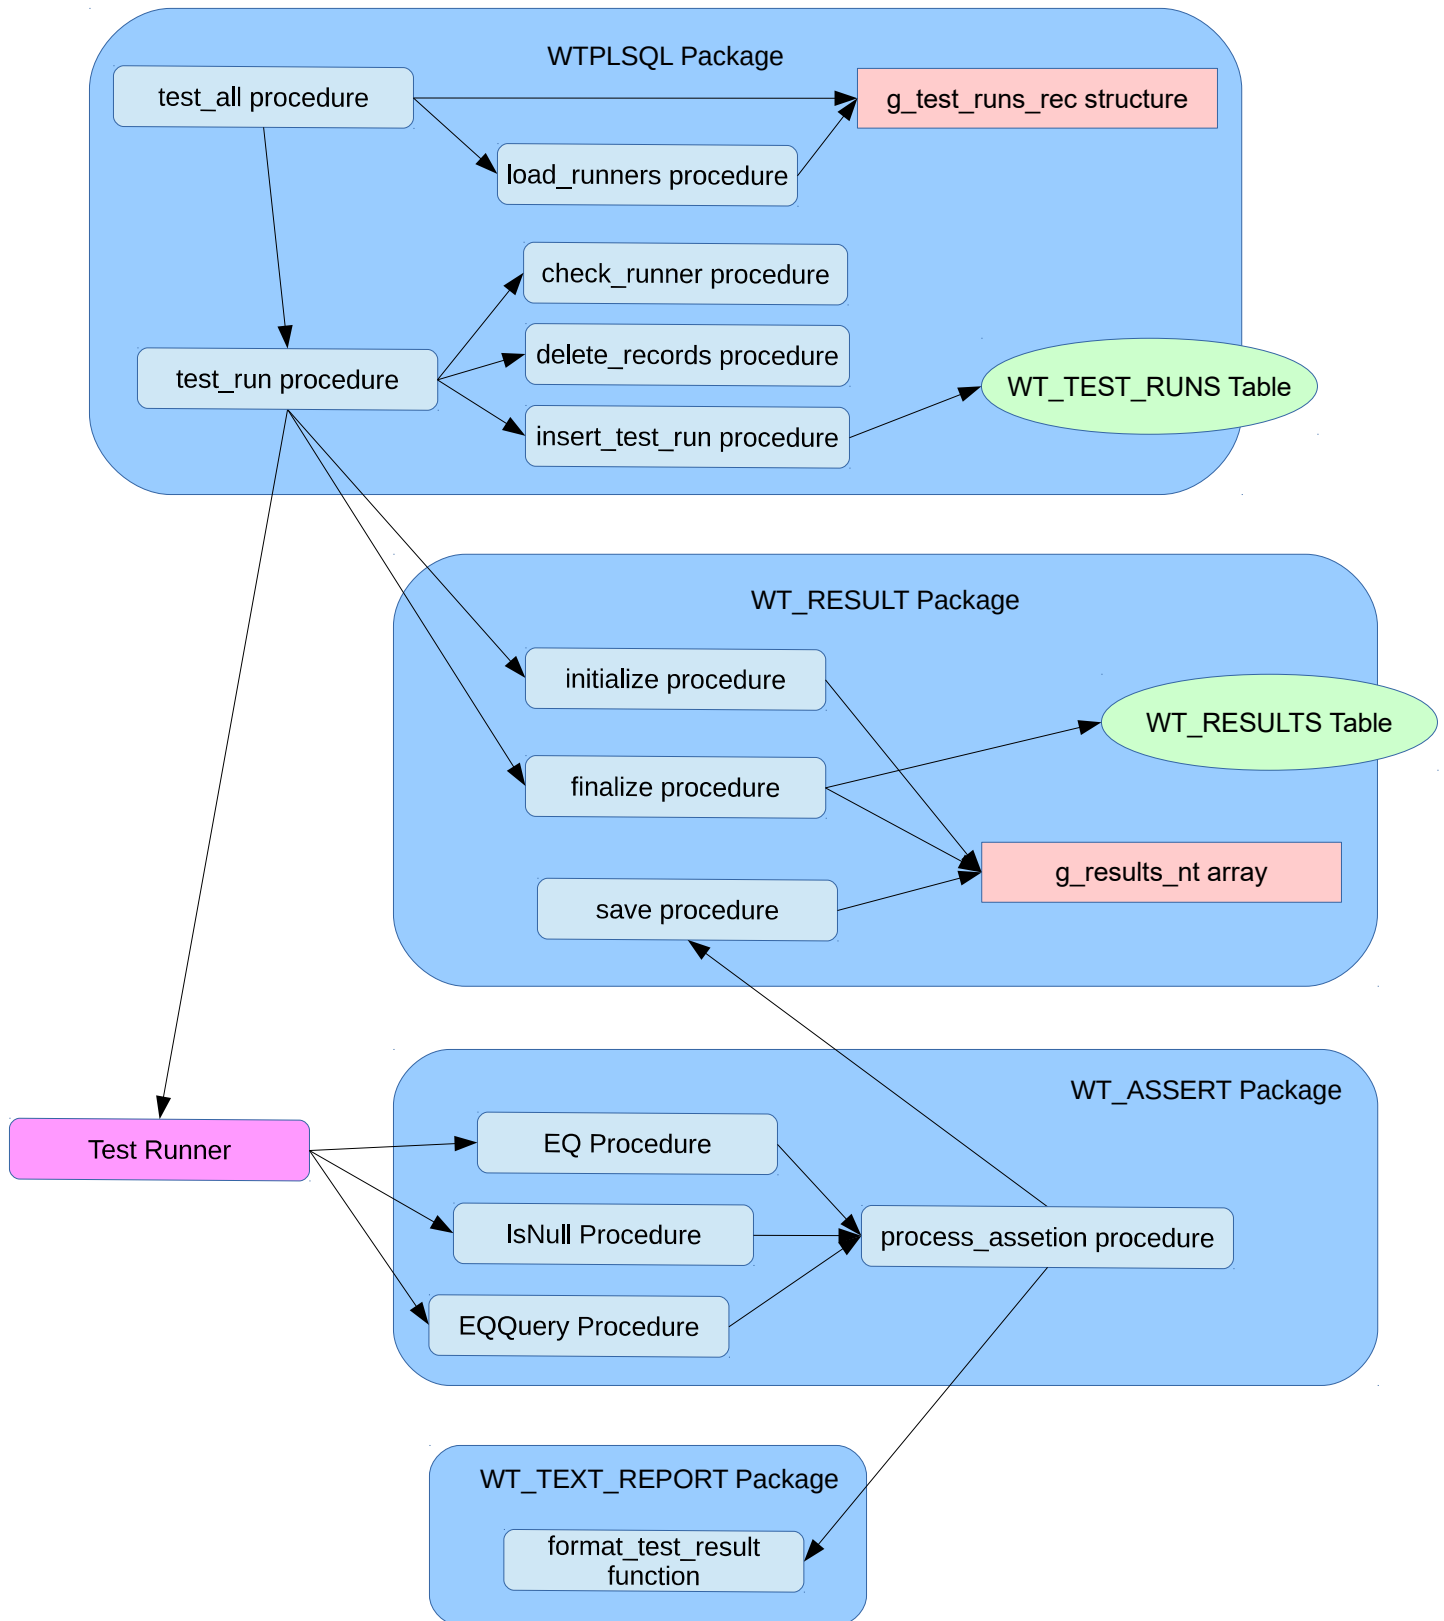 WTPLSQL Package
test_all procedure
g_test_runs_rec structure
load_runners procedure
check_runner procedure
delete_records procedure
test_run procedure
WT_TEST_RUNS Table
insert_test_run procedure
WT_RESULT Package
initialize procedure
WT_RESULTS Table
finalize procedure
g_results_nt array
save procedure
WT_ASSERT Package
Test Runner
EQ Procedure
IsNull Procedure
process_assetion procedure
EQQuery Procedure
WT_TEXT_REPORT Package
format_test_result
function